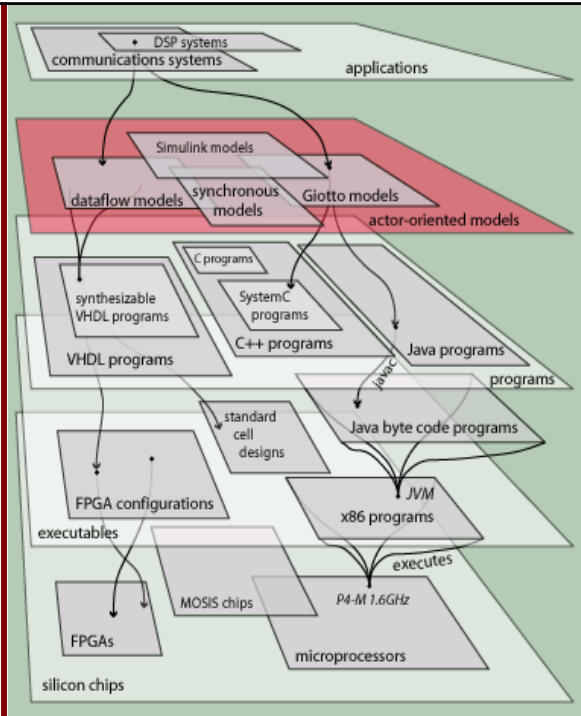 DSP systems
communications systems
applications
Simulink models
dataflow models
synchronous
models
Giotto models
actor-oriented models
C programs
synthesizable
VHDL programs
SystemC
programs
VHDL programs
C++ programs
Java programs
javac
programs
standard
cell
designs
Java byte code programs
FPGA configurations
JVM
x86 programs
executables
executes
MOSIS chips
P4-M 1.6GHz
FPGAs
microprocessors
silicon chips